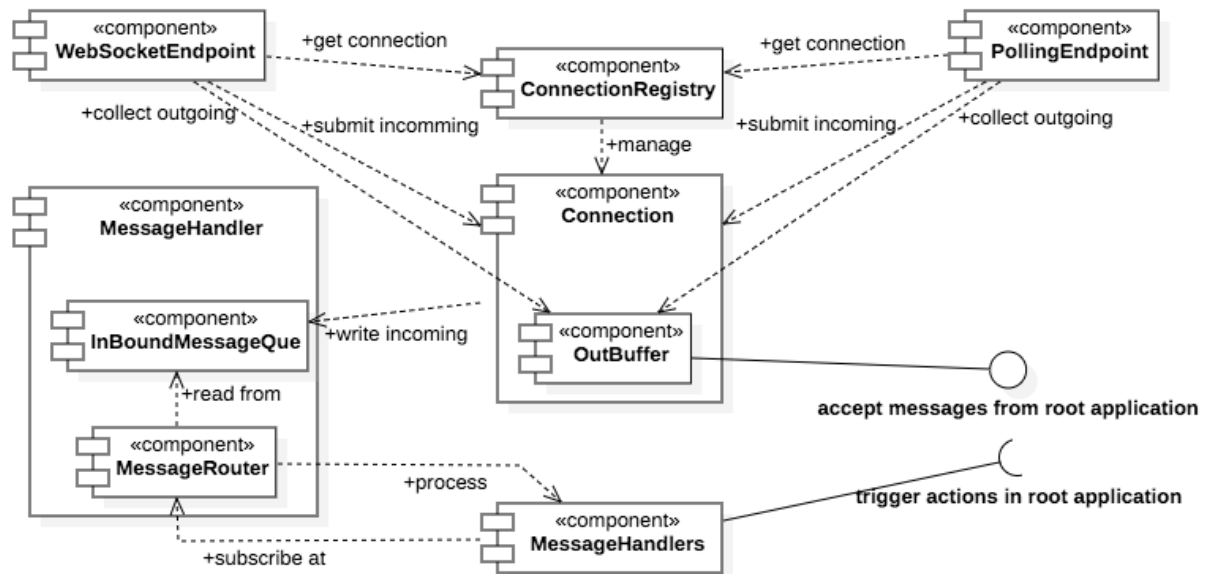 «component»
WebSocketEndpoint
+get connection
«component»
ConnectionRegistry
+get connection
«component»
PollingEndpoint
+collect outgoing
+submit incomming
+manage
+submit incoming
+collect outgoing
«component»
MessageHandler
«component»
Connection
«component»
InBoundMessageQue
+write incoming
«component»
OutBuffer
+read from
accept messages from root application
«component»
MessageRouter
+process
trigger actions in root application
«component»
MessageHandlers
+subscribe at